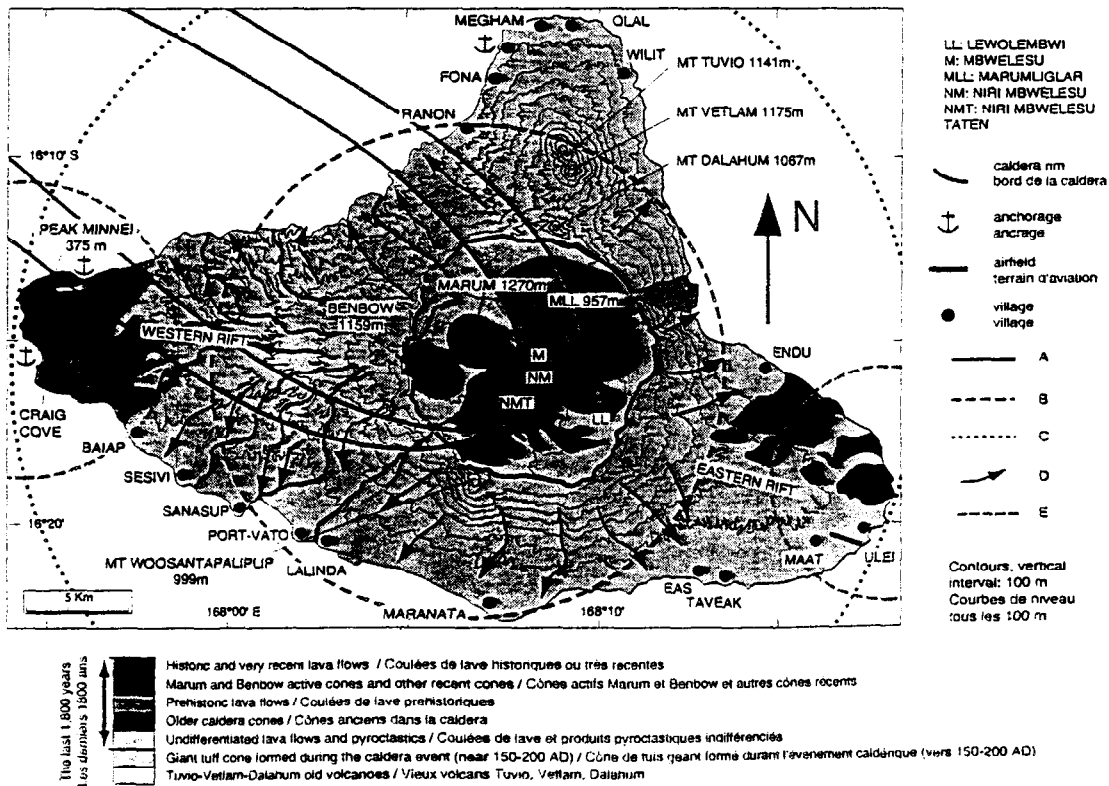 MEGHAM
OLAL
FONA
WILIT
MT TUVIO 1141m
MT VETLAM 1175m
MT DALAHUM 1067m
RANON
16°10' S
PEAK MINNEI
375 m
N
MARUM 1270m
MLL 957m
BENBOW
1159m
WESTERN RIFT
M
NM
NMT
LL
ENDU
CRAIG
COVE
BAIAP
SESIVI
SANASUP
EASTERN RIFT
16°20'
PORT-VATO
LALINDA
MT WOOSANTAPALIPLIP
999m
MAAT
ULEI
EAS
TAVEAK
MARANATA
5 Km
168°00' E
168°10'
LL: LEWOLEMBWI
M: MBWELESU
MLL: MARUMLIGLAR
NM: NIRI MBWELESU
NMT: NIRI MBWELESU
TATEN
caldera rim
bord de la caldera
anchorage
ancrage
airfield
terrain d'aviation
village
village
A
B
C
D
E
Contours, vertical
interval: 100 m
Courbes de niveau
tous les 100 m
The last 1,800 years
Les derniers 1800 ans
Historic and very recent lava flows / Coulées de lave historiques ou très recentes
Marum and Benbow active cones and other recent cones / Cônes actifs Marum et Benbow et autres cônes récents
Prehistoric lava flows / Coulées de lave prehistoriques
Older caldera cones / Cônes anciens dans la caldera
Undifferentiated lava flows and pyroclastics / Coulées de lave et produits pyroclastiques indifférenciés
Giant tuff cone formed during the caldera event (near 150-200 AD) / Cône de tufs géant formé durant l'évenement caldérique (vers 150-200 AD)
Tuvio-Vetlam-Dalahum old volcanoes / Vieux volcans Tuvio, Vetlam, Dalahum